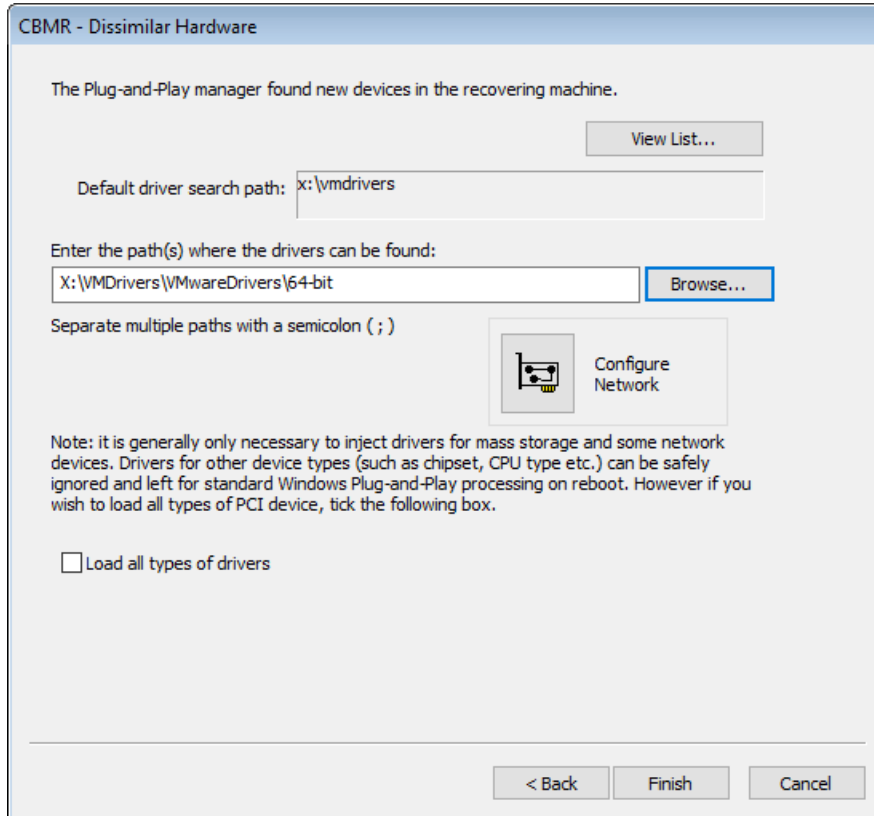 CBMR - Dissimilar Hardware
The Plug-and-Play manager found new devices in the recovering machine.
View List...
Default driver search path: x:\vmdrivers
Enter the path(s) where the drivers can be found:
X:\VMDrivers\VMwareDrivers\64-bit Browse...
Separate multiple paths with a semicolon ( ; )
Configure
Network
Note: it is generally only necessary to inject drivers for mass storage and some network
devices. Drivers for other device types (such as chipset, CPU type etc.) can be safely
ignored and left for standard Windows Plug-and-Play processing on reboot. However if you
wish to load all types of PCI device, tick the following box.
Load all types of drivers
< Back Finish Cancel